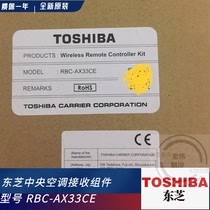 质保一年 全新原装
TOSHIBA
PRODUCTS Wireless Remote Controller Kit
MODEL RBC-AX33CE
REMARKS RoHS
TOSHIBA CARRIER CORPORATION
东芝中央空调接收组件
型号 RBC-AX33CE
TOSHIBA
东芝